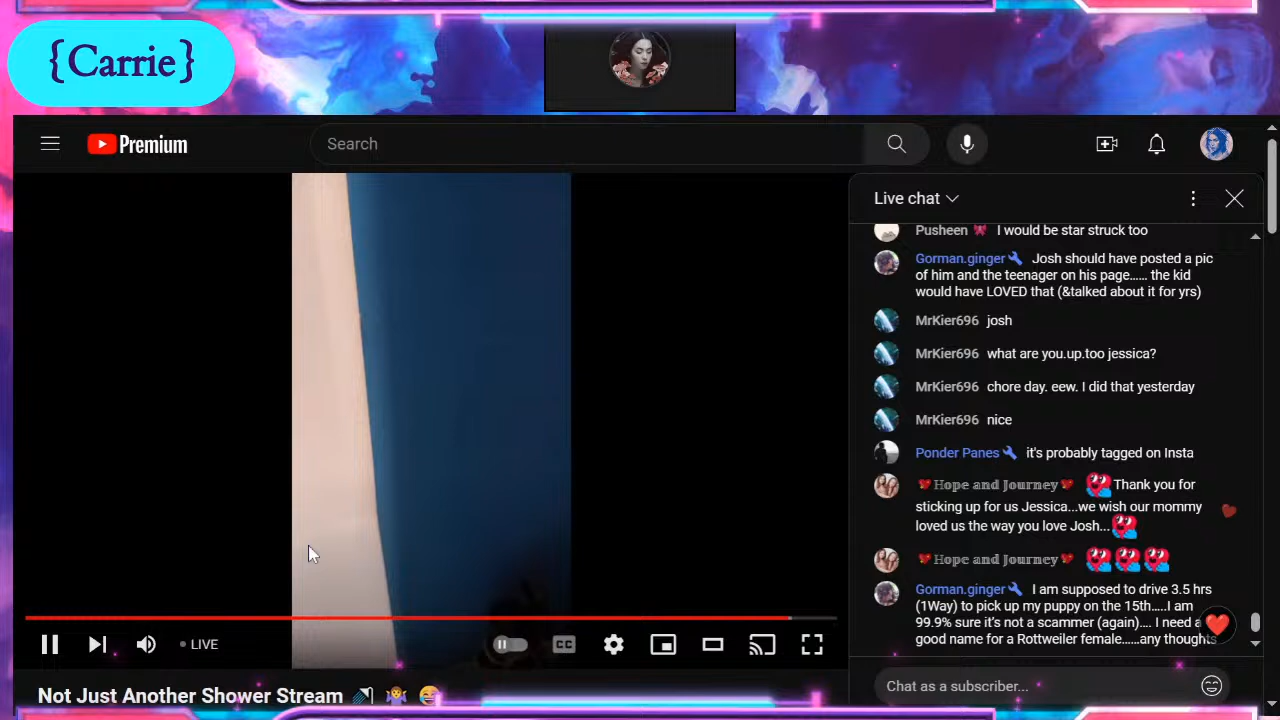 {Carrie}
Premium
Search
Live chat
Pusheen 🎀 I would be star struck too
Gorman.ginger Josh should have posted a pic
of him and the teenager on his page...... the kid
would have LOVED that (&talked about it for yrs)
MrKier696 josh
MrKier696 what are you.up.too jessica?
MrKier696 chore day. eew. I did that yesterday
MrKier696 nice
Ponder Panes it's probably tagged on Insta
💖ℍ𝕠𝕡𝕖 𝕒𝕟𝕕 𝕁𝕠𝕦𝕣𝕟𝕖𝕪💖 Thank you for
sticking up for us Jessica...we wish our mommy
loved us the way you love Josh...
💖ℍ𝕠𝕡𝕖 𝕒𝕟𝕕 𝕁𝕠𝕦𝕣𝕟𝕖𝕪💖
Gorman.ginger I am supposed to drive 3.5 hrs
(1Way) to pick up my puppy on the 15th.....I am
99.9% sure it's not a scammer (again).... I need a
good name for a Rottweiler female......any thoughts
LIVE
CC
Chat as a subscriber...
Not Just Another Shower Stream 🚿 🤷‍♀️ 😂